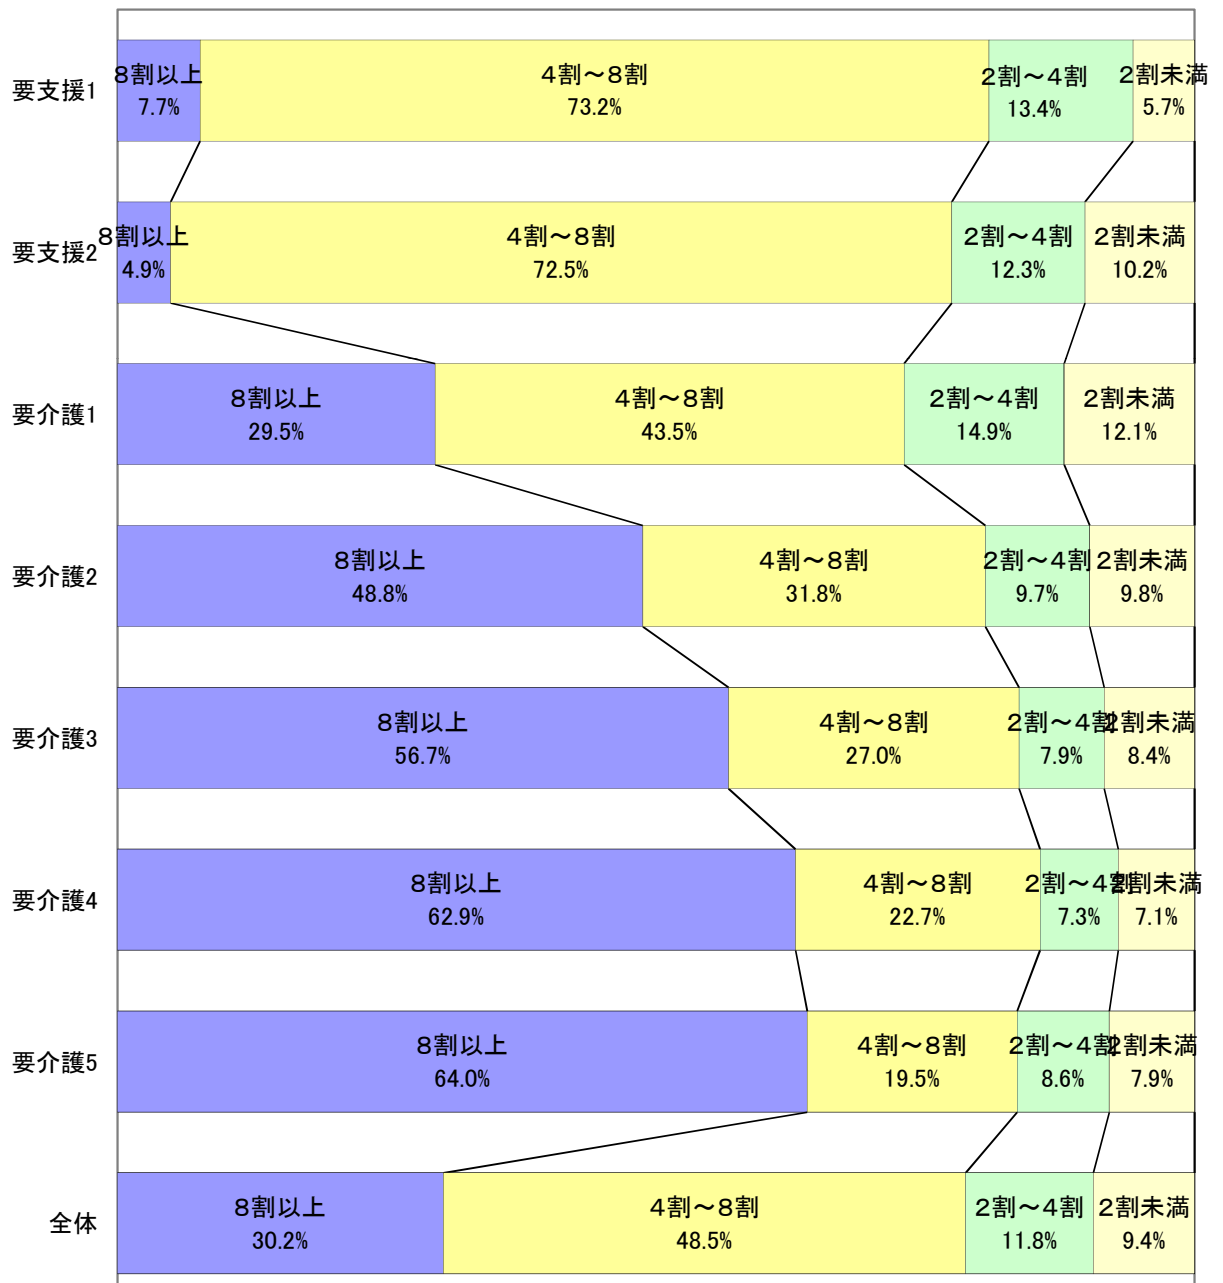 要支援1
8割以上
7.7%
4割～8割
73.2%
2割～4割
13.4%
2割未満
5.7%
要支援2
8割以上
4.9%
4割～8割
72.5%
2割～4割
12.3%
2割未満
10.2%
要介護1
8割以上
29.5%
4割～8割
43.5%
2割～4割
14.9%
2割未満
12.1%
要介護2
8割以上
48.8%
4割～8割
31.8%
2割～4割
9.7%
2割未満
9.8%
要介護3
8割以上
56.7%
4割～8割
27.0%
2割～4割
7.9%
2割未満
8.4%
要介護4
8割以上
62.9%
4割～8割
22.7%
2割～4割
7.3%
2割未満
7.1%
要介護5
8割以上
64.0%
4割～8割
19.5%
2割～4割
8.6%
2割未満
7.9%
全体
8割以上
30.2%
4割～8割
48.5%
2割～4割
11.8%
2割未満
9.4%